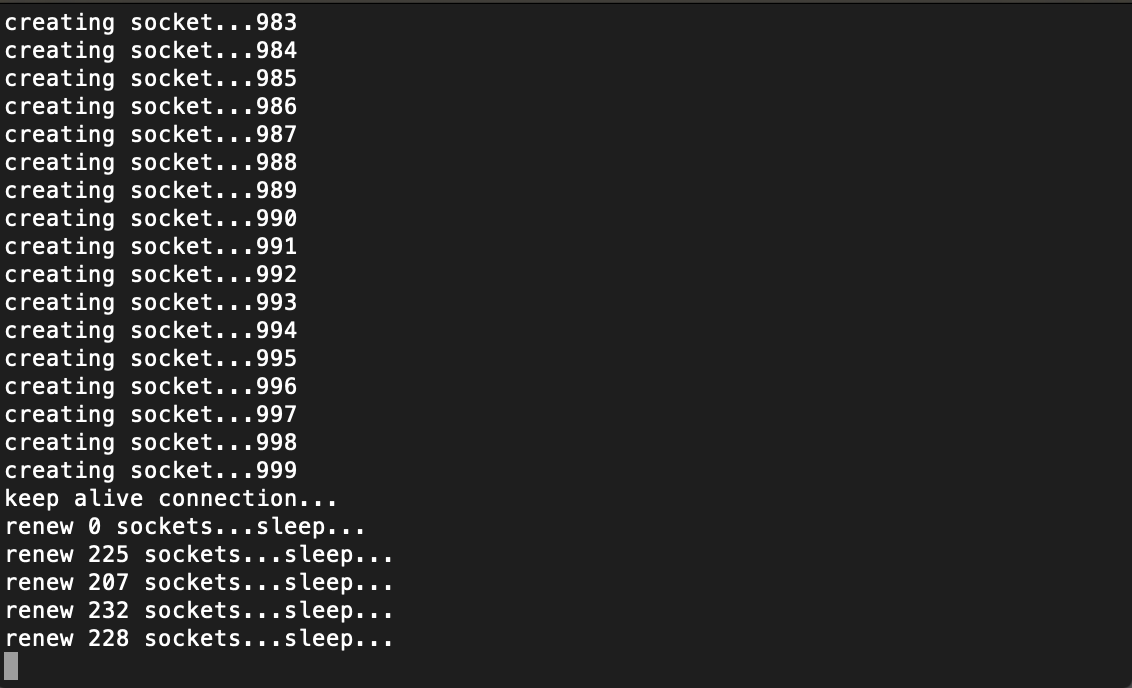 creating socket...983
creating socket...984
creating socket...985
creating socket...986
creating socket...987
creating socket...988
creating socket...989
creating socket...990
creating socket...991
creating socket...992
creating socket...993
creating socket...994
creating socket...995
creating socket...996
creating socket...997
creating socket...998
creating socket...999
keep alive connection...
renew 0 sockets...sleep...
renew 225 sockets...sleep...
renew 207 sockets...sleep...
renew 232 sockets...sleep...
renew 228 sockets...sleep...